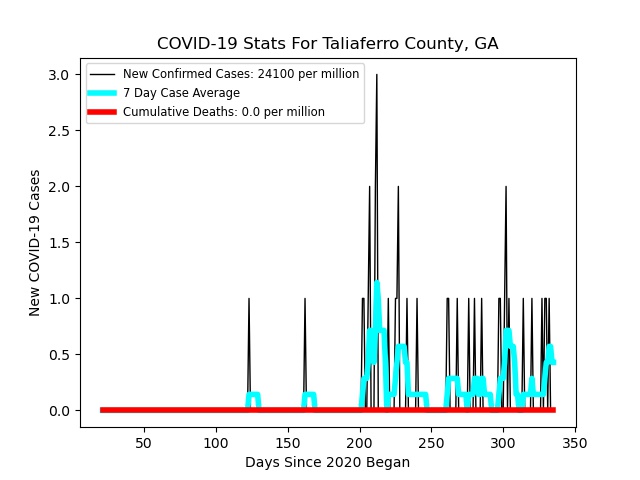 COVID-19 Stats For Taliaferro County, GA
New Confirmed Cases: 24100 per million
7 Day Case Average
Cumulative Deaths: 0.0 per million
New COVID-19 Cases
3.0
2.5
2.0
1.5
1.0
0.5
0.0
50 100 150 200 250 300 350
Days Since 2020 Began